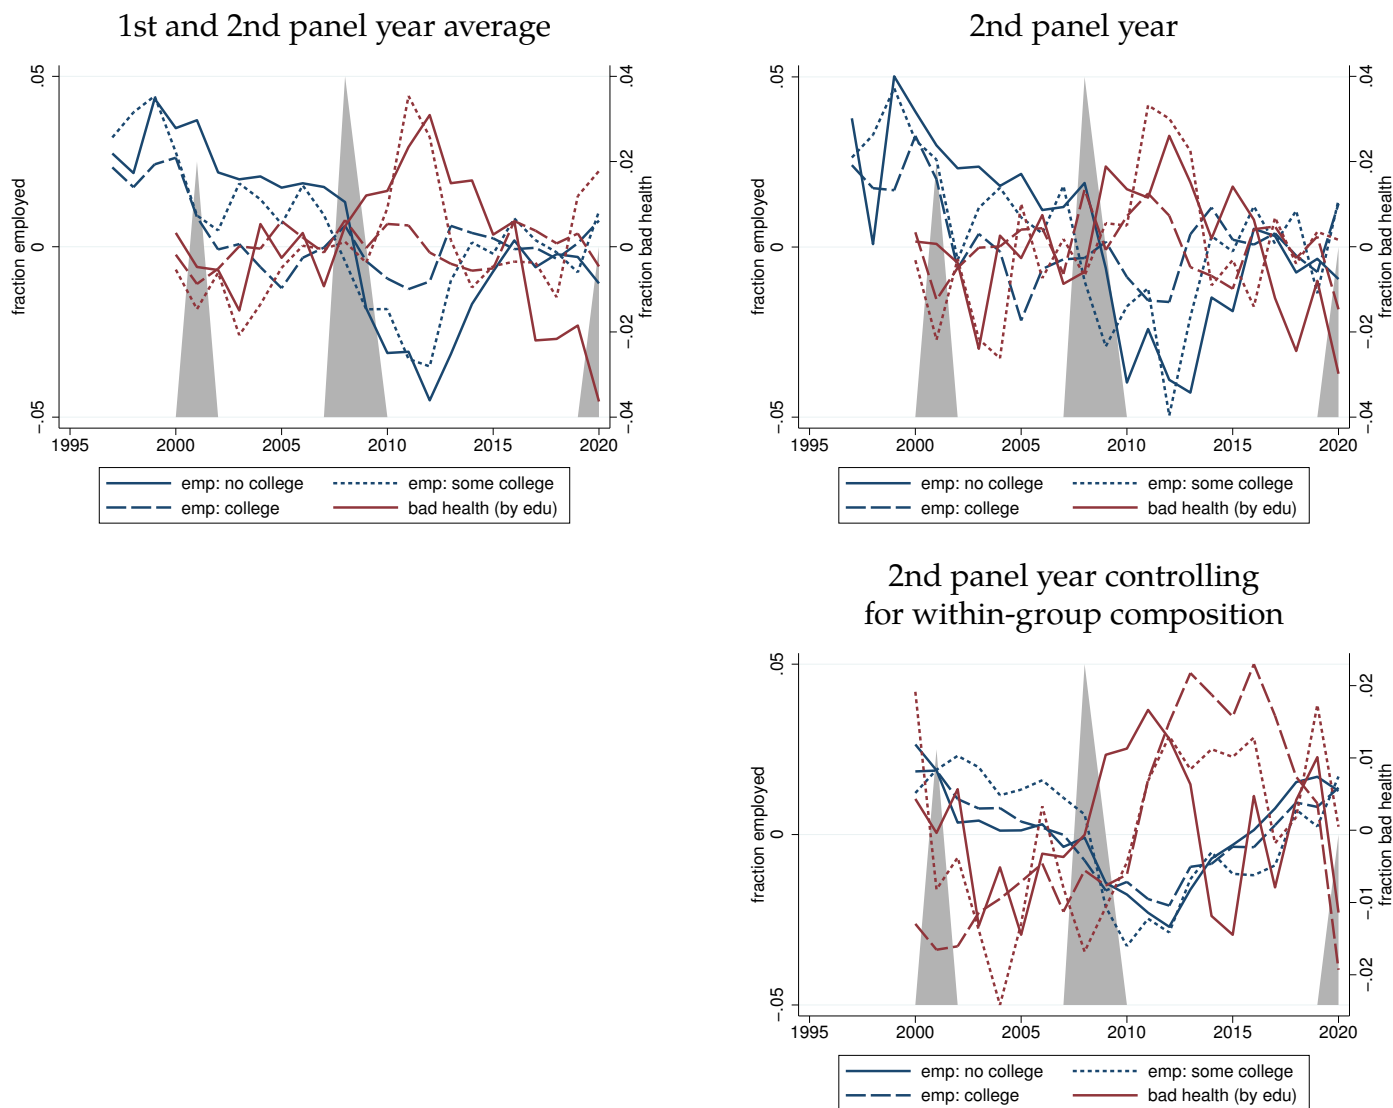 1st and 2nd panel year average
fraction employed
.05
0
-.05
.04
.02
0
-.02
-.04
fraction bad health
1995 2000 2005 2010 2015 2020
emp: no college emp: some college
emp: college bad health (by edu)
2nd panel year
fraction employed
.05
0
-.05
.04
.02
0
-.02
-.04
fraction bad health
1995 2000 2005 2010 2015 2020
emp: no college emp: some college
emp: college bad health (by edu)
2nd panel year controlling
for within-group composition
fraction employed
.05
0
-.05
.02
.01
0
-.01
-.02
fraction bad health
1995 2000 2005 2010 2015 2020
emp: no college emp: some college
emp: college bad health (by edu)